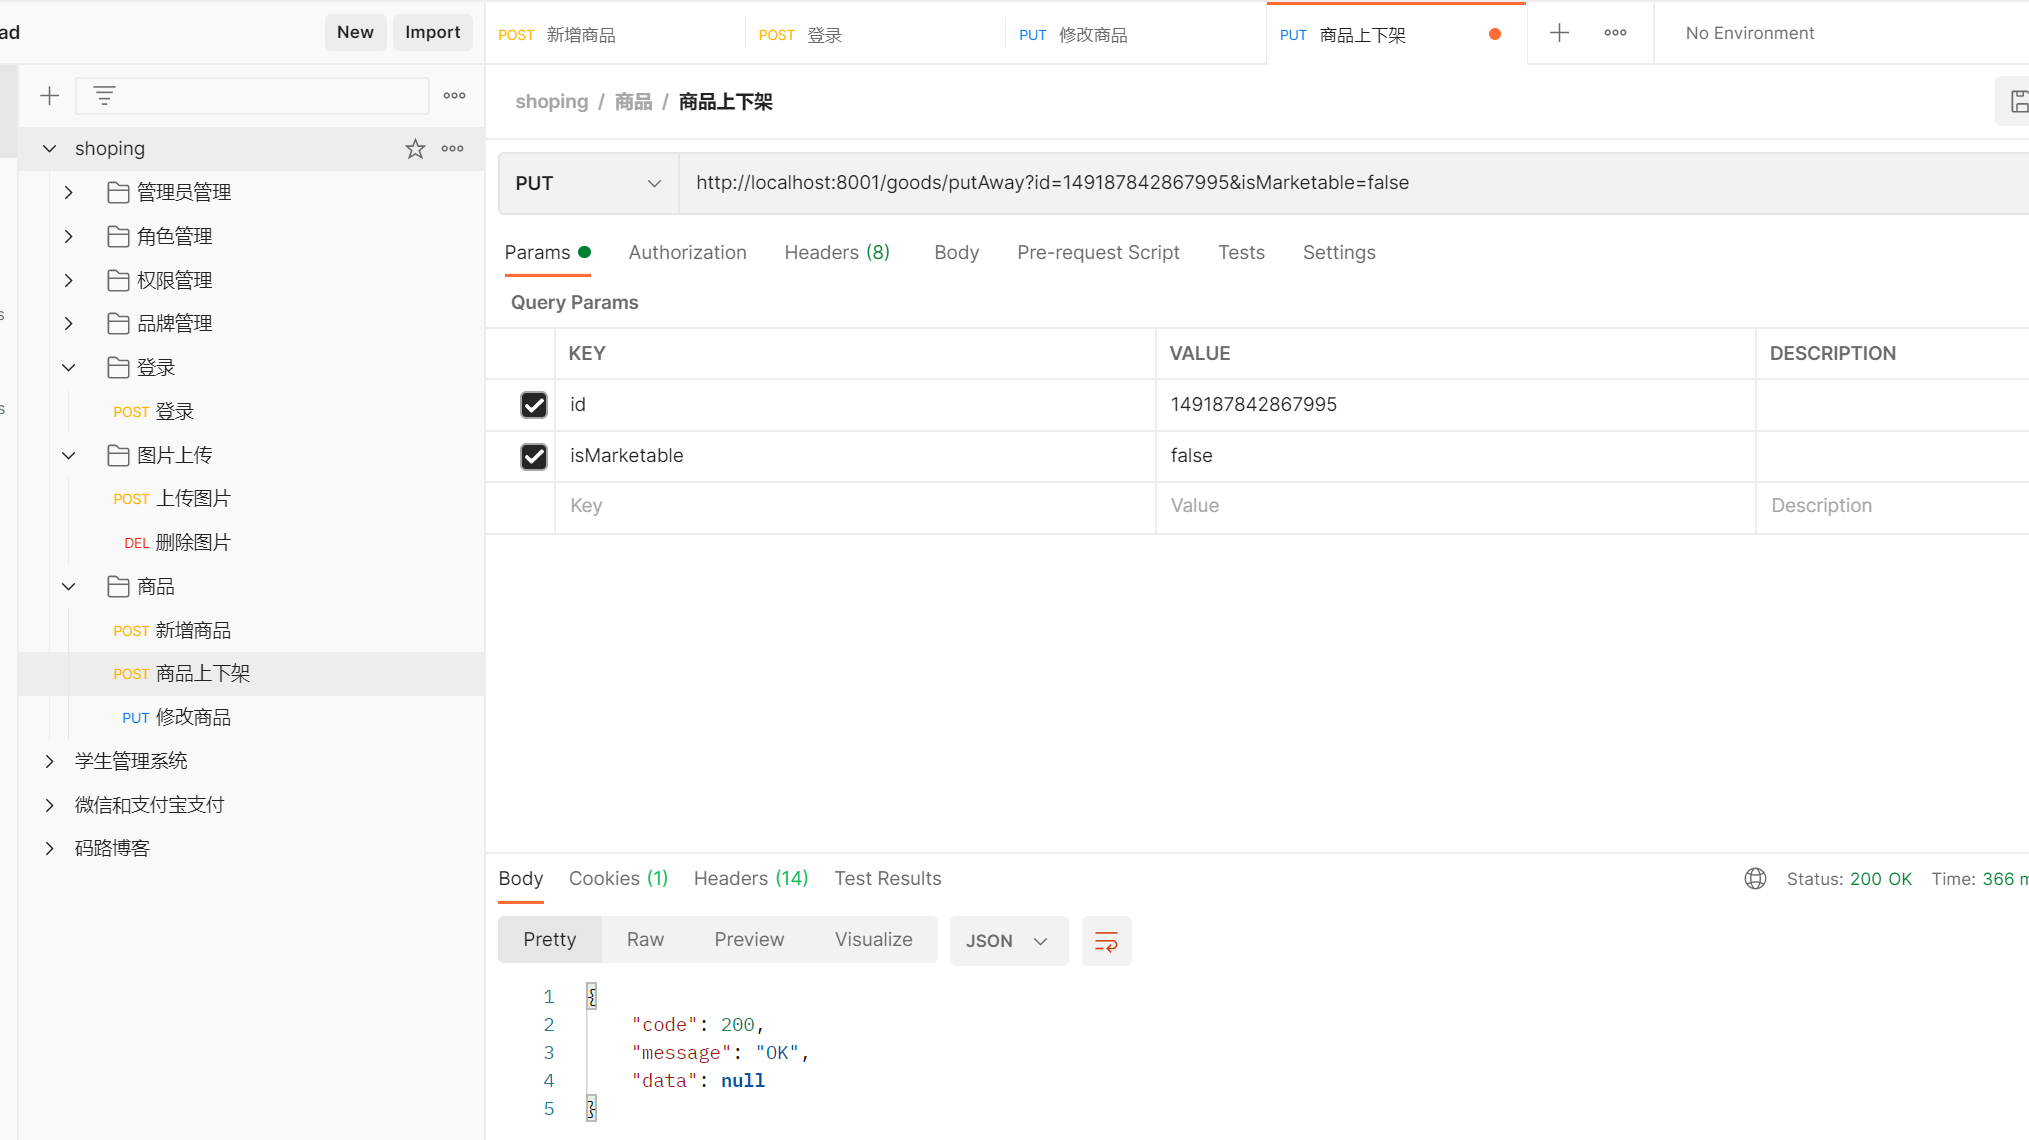 ad
New
Import
POST 新增商品
POST 登录
PUT 修改商品
PUT 商品上下架
No Environment
shoping / 商品 / 商品上下架
shoping
管理员管理
角色管理
权限管理
品牌管理
登录
POST 登录
图片上传
POST 上传图片
DEL 删除图片
商品
POST 新增商品
POST 商品上下架
PUT 修改商品
学生管理系统
微信和支付宝支付
码路博客
s
s
PUT
http://localhost:8001/goods/putAway?id=149187842867995&isMarketable=false
Params Authorization Headers (8) Body Pre-request Script Tests Settings
Query Params
KEY VALUE DESCRIPTION
id 149187842867995
isMarketable false
Key Value Description
Body Cookies (1) Headers (14) Test Results
Status: 200 OK Time: 366 m
Pretty Raw Preview Visualize JSON
1 {
2 "code": 200,
3 "message": "OK",
4 "data": null
5 }